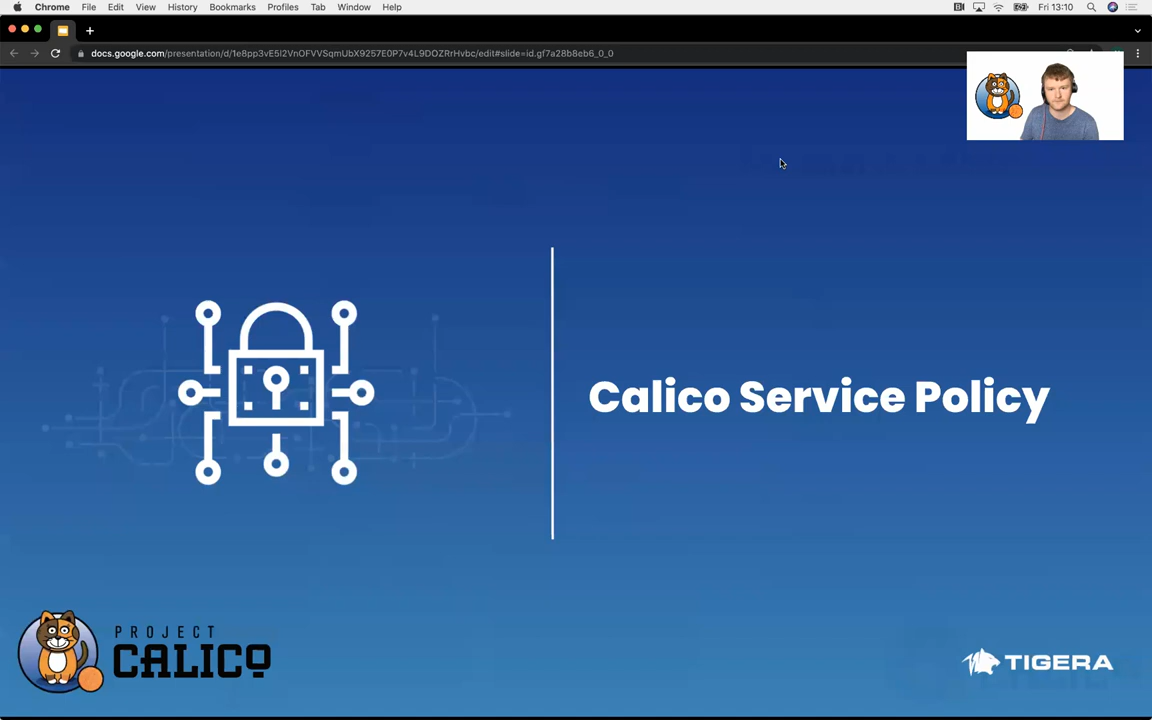 Chrome File Edit View History Bookmarks Profiles Tab Window Help Fri 13:10
docs.google.com/presentation/d/1e8pp3vE5I2VnOFVVSqmUbX9257E0P7v4L9DOZRrHvbc/edit#slide=id.gf7a28b8eb6_0_0
Calico Service Policy
PROJECT
CALICO
TIGERA